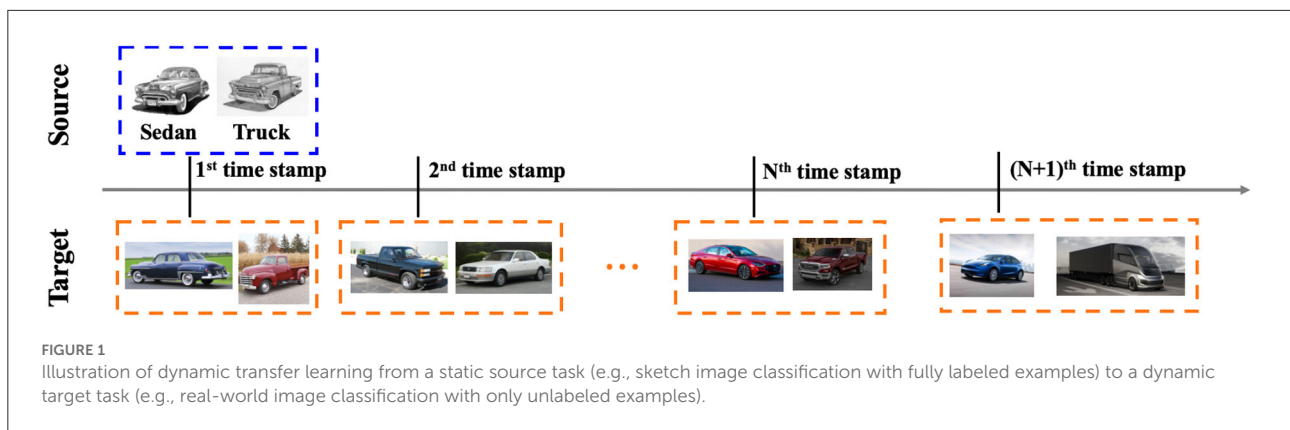 Source
Sedan Truck
1st time stamp 2nd time stamp Nth time stamp (N+1)th time stamp
Target
...
FIGURE 1
Illustration of dynamic transfer learning from a static source task (e.g., sketch image classification with fully labeled examples) to a dynamic
target task (e.g., real-world image classification with only unlabeled examples).